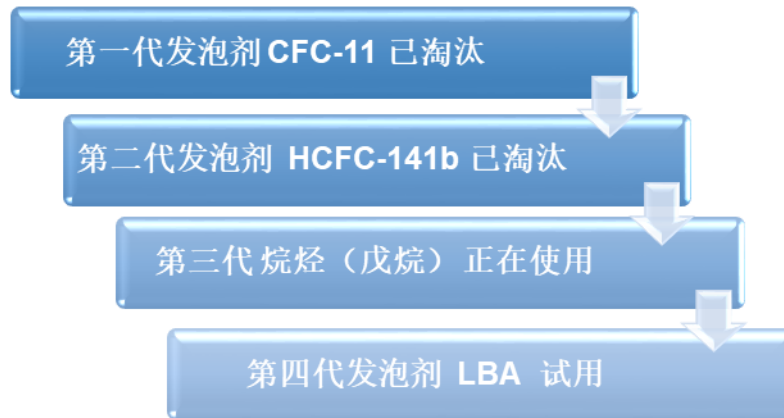 第一代发泡剂 CFC-11 已淘汰
第二代发泡剂 HCFC-141b 已淘汰
第三代 烷烃（戊烷） 正在使用
第四代发泡剂 LBA 试用